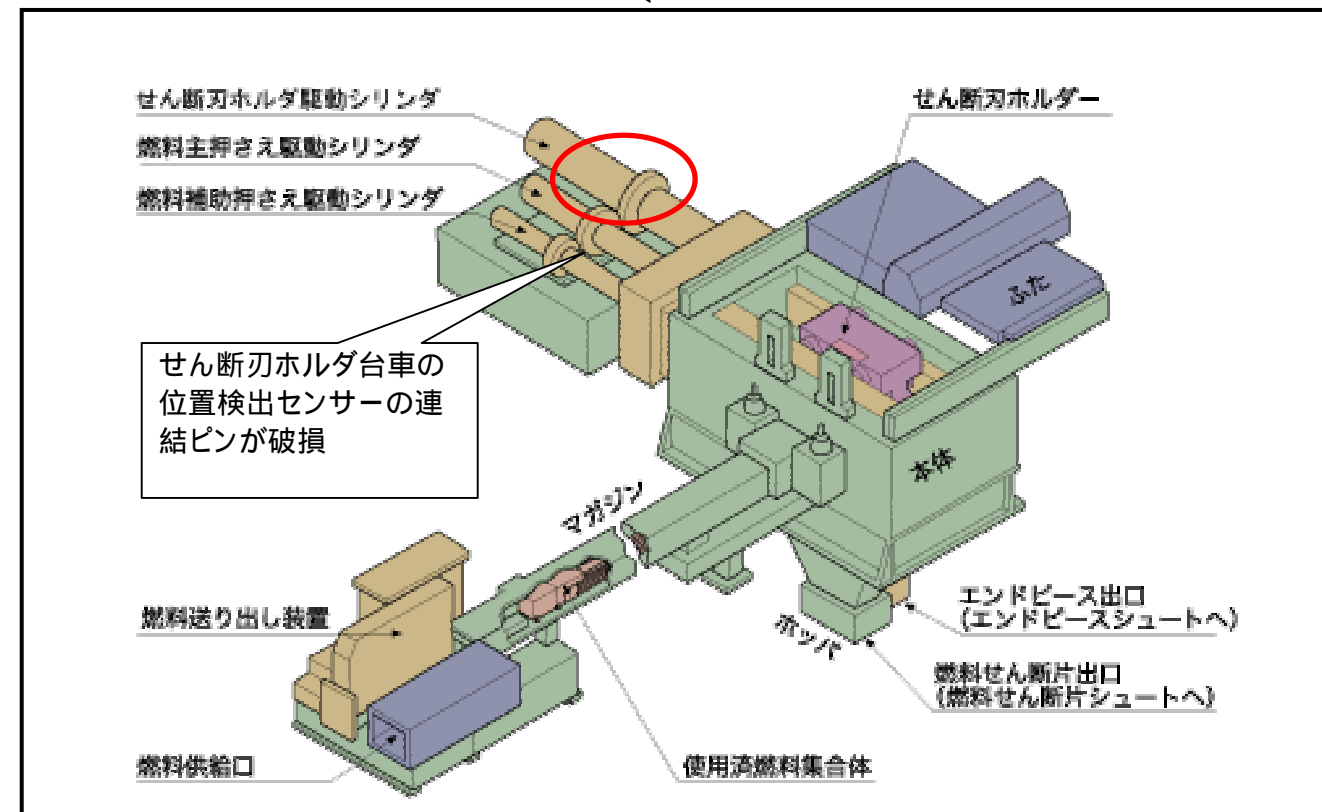 せん断刃ホルダ駆動シリンダ
燃料主押さえ駆動シリンダ
燃料補助押さえ駆動シリンダ
せん断刃ホルダー
ふた
せん断刃ホルダ台車の
位置検出センサーの連
結ピンが破損
本体
マガジン
燃料送り出し装置
ホッパ
エンドピース出口
(エンドピースシュートへ)
燃料せん断片出口
(燃料せん断片シュートへ)
燃料供給口
使用済燃料集合体